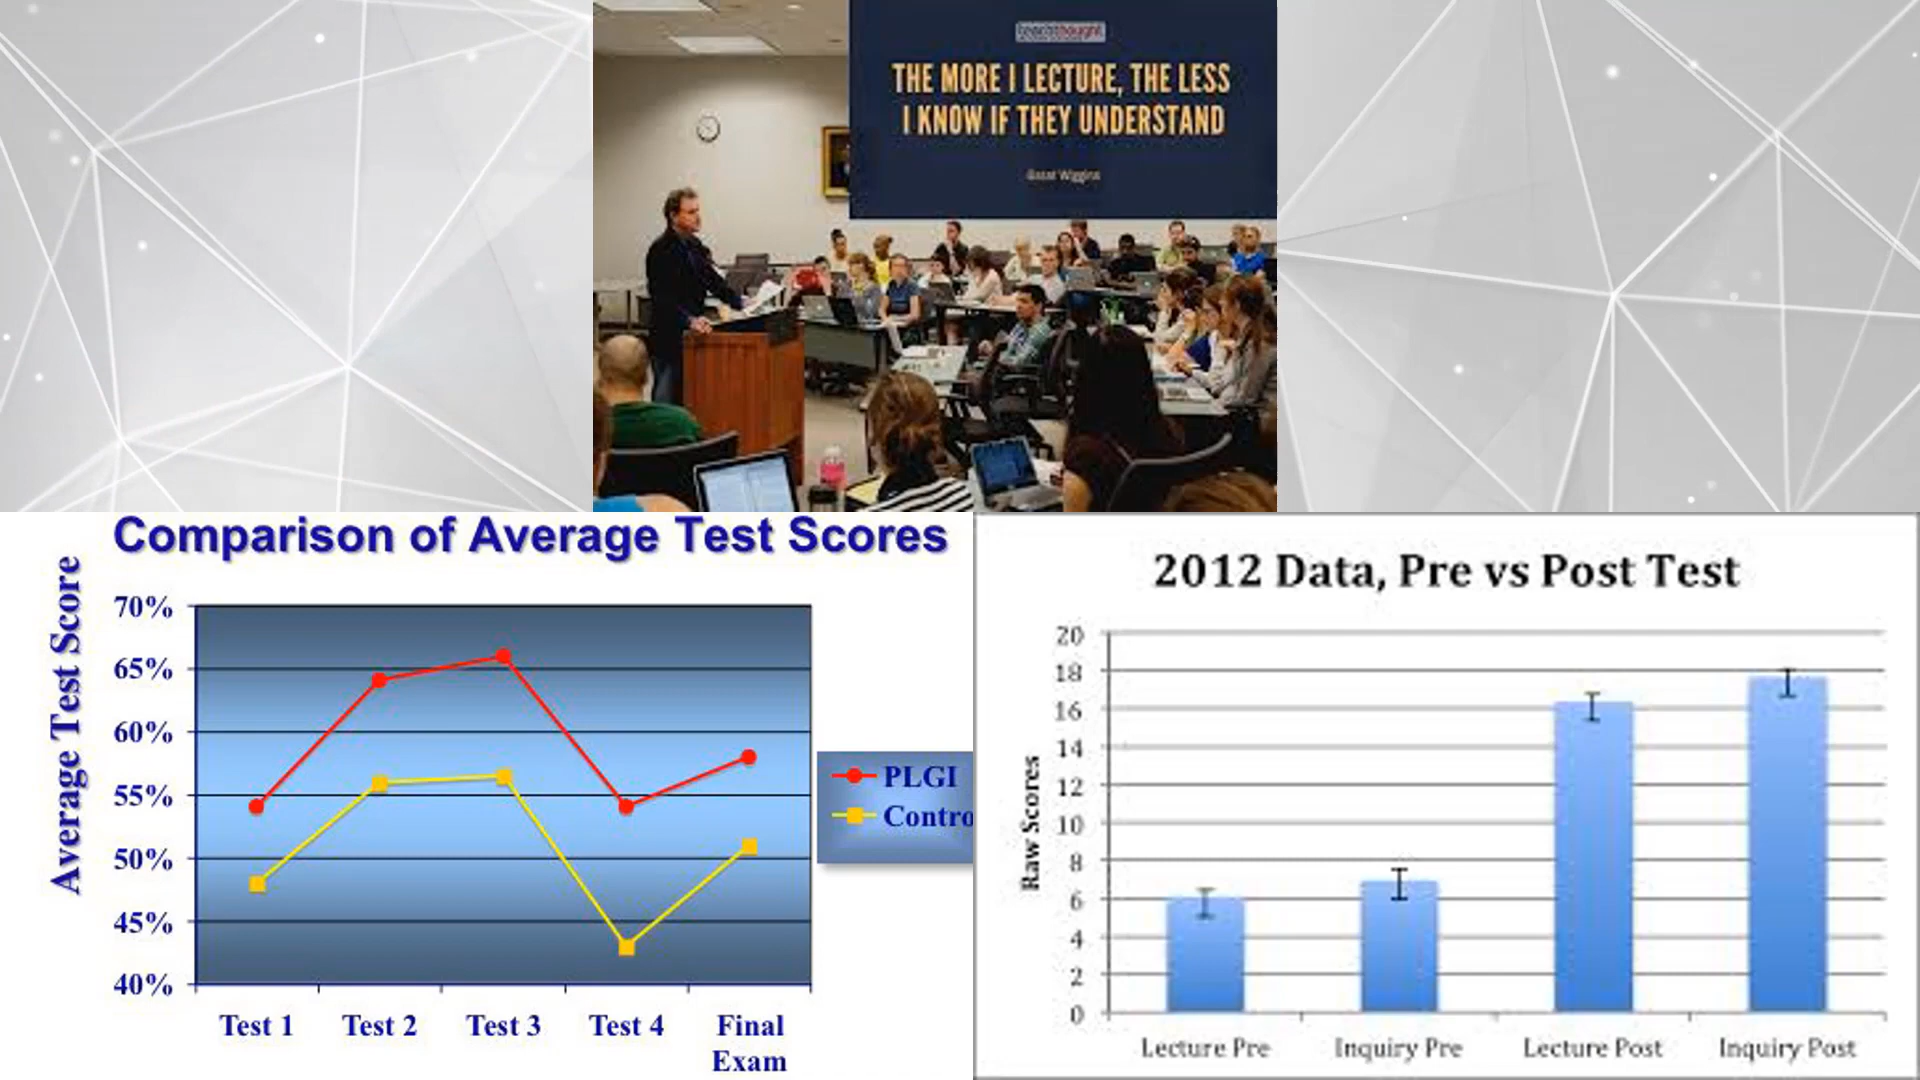 teachthought
THE MORE I LECTURE, THE LESS
I KNOW IF THEY UNDERSTAND
Grant Wiggins
Comparison of Average Test Scores
Average Test Score
70%
65%
60%
55%
50%
45%
40%
Test 1
Test 2
Test 3
Test 4
Final
Exam
PLGI
Contro
2012 Data, Pre vs Post Test
Raw Scores
20
18
16
14
12
10
8
6
4
2
0
Lecture Pre
Inquiry Pre
Lecture Post
Inquiry Post